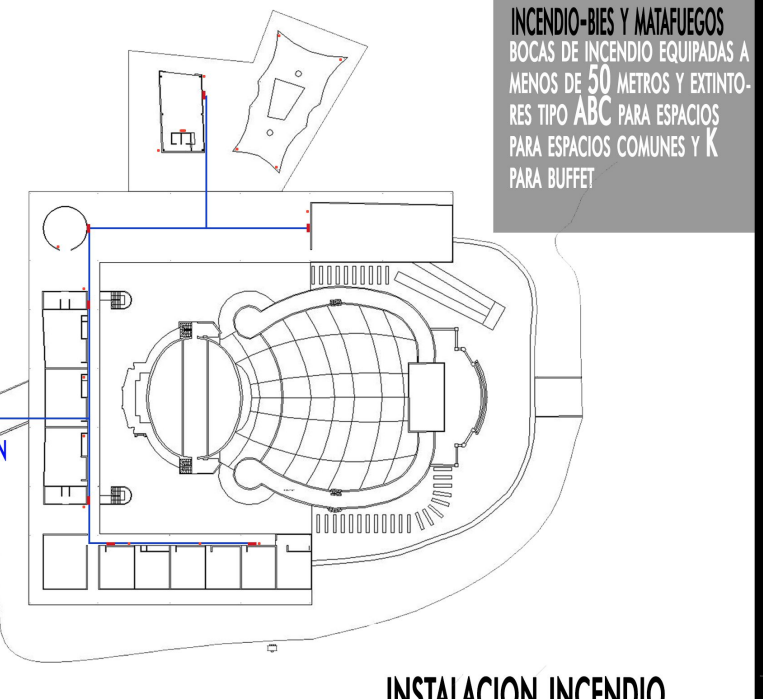 INCENDIO-BIES Y MATAFUEGOS
BOCAS DE INCENDIO EQUIPADAS A
MENOS DE 50 METROS Y EXTINTO-
RES TIPO ABC PARA ESPACIOS
PARA ESPACIOS COMUNES Y K
PARA BUFFET
N
INSTALACION INCENDIO